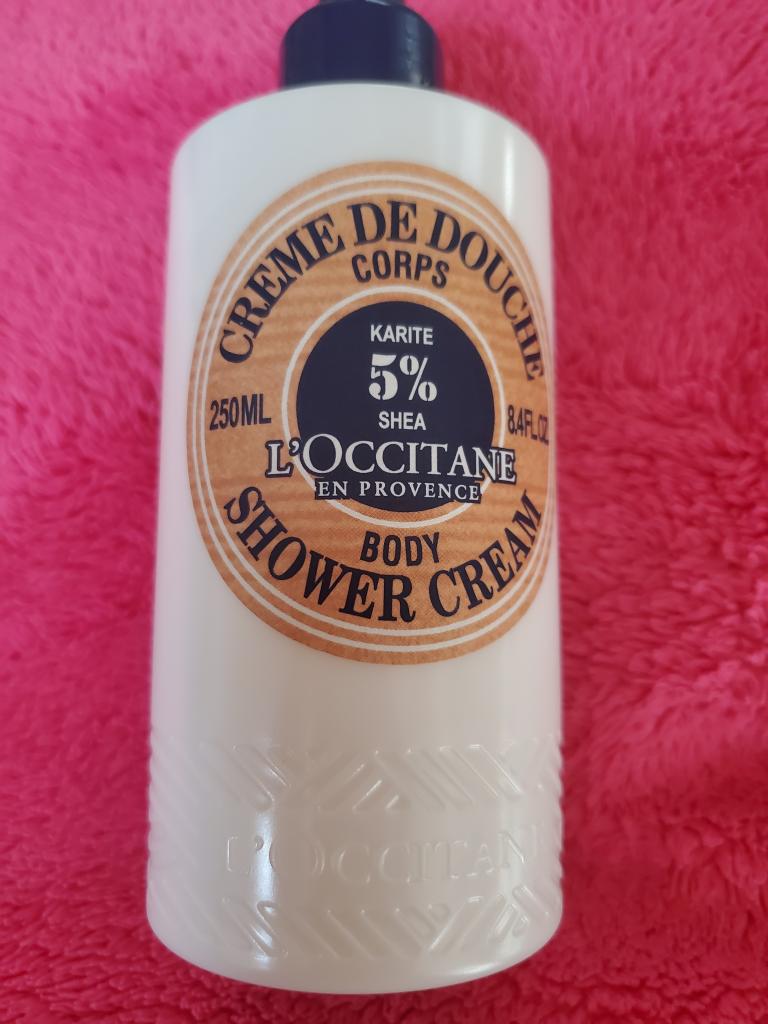 CREME DE DOUCHE
CORPS
KARITE
5%
SHEA
250ML
8.4FL OZ
L'OCCITANE
EN PROVENCE
BODY
SHOWER CREAM
L'OCCITANE